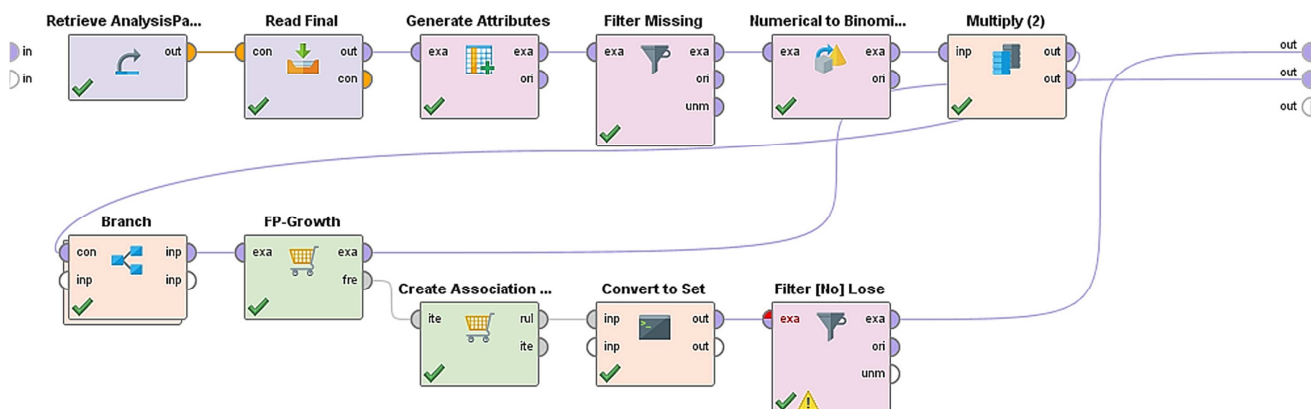 Retrieve AnalysisPa... Read Final Generate Attributes Filter Missing Numerical to Binomi... Multiply (2)
out
in out con out exa exa exa exa exa exa inp out
out
in con ori ori ori out
unm out
Branch FP-Growth
con inp exa exa
inp inp fre
Create Association ... Convert to Set Filter [No] Lose
ite rul inp out exa exa
ite inp out ori
unm